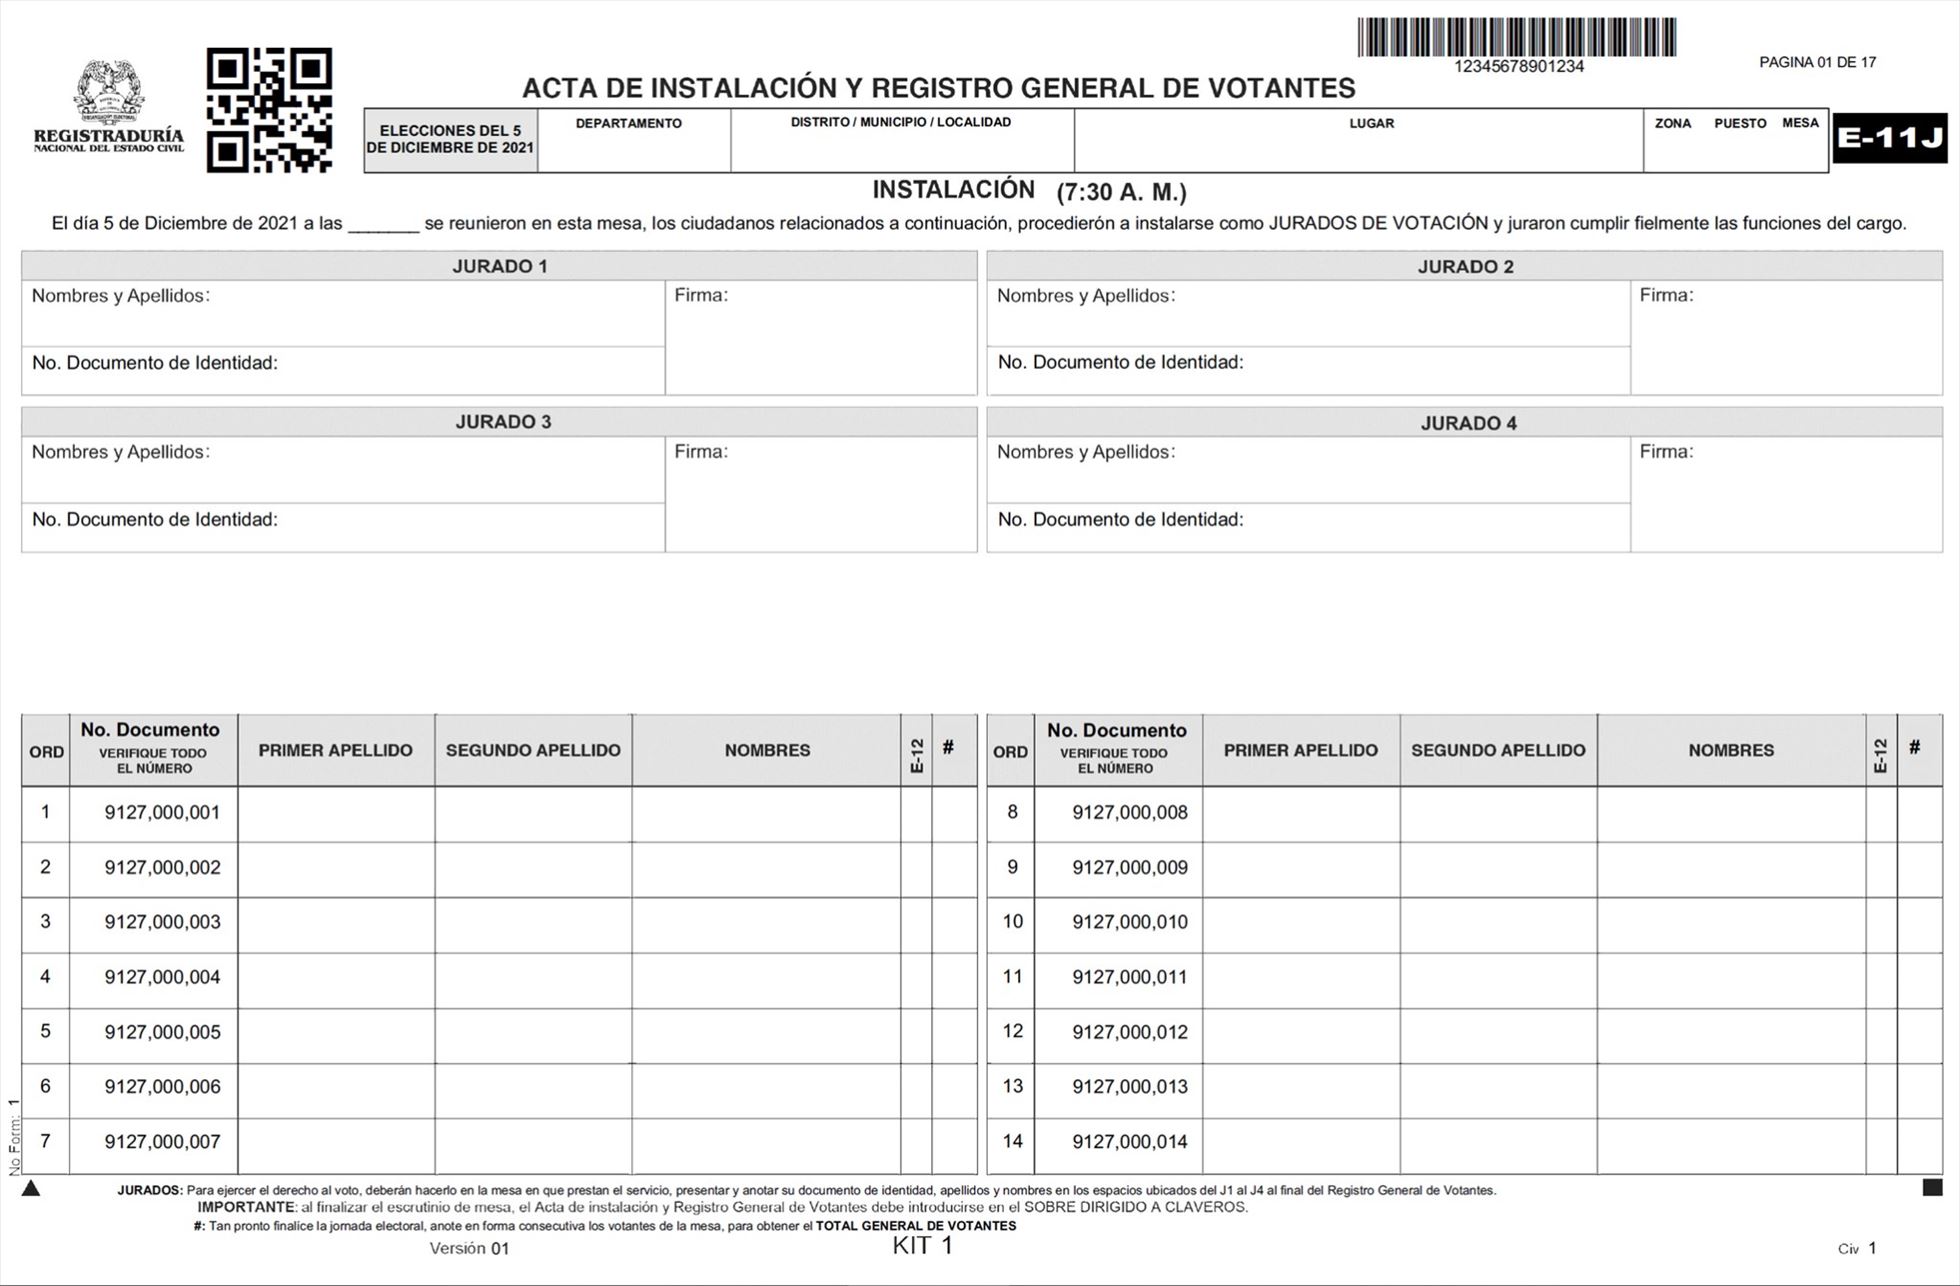 12345678901234
PAGINA 01 DE 17
REGISTRADURÍA
NACIONAL DEL ESTADO CIVIL
ACTA DE INSTALACIÓN Y REGISTRO GENERAL DE VOTANTES
ELECCIONES DEL 5
DE DICIEMBRE DE 2021
DEPARTAMENTO
DISTRITO / MUNICIPIO / LOCALIDAD
LUGAR
ZONA PUESTO MESA
E-11J
INSTALACIÓN (7:30 A. M.)
El día 5 de Diciembre de 2021 a las _______ se reunieron en esta mesa, los ciudadanos relacionados a continuación, procedierón a instalarse como JURADOS DE VOTACIÓN y juraron cumplir fielmente las funciones del cargo.
JURADO 1
Nombres y Apellidos:
Firma:
No. Documento de Identidad:
JURADO 2
Nombres y Apellidos:
Firma:
No. Documento de Identidad:
JURADO 3
Nombres y Apellidos:
Firma:
No. Documento de Identidad:
JURADO 4
Nombres y Apellidos:
Firma:
No. Documento de Identidad:
ORD
No. Documento
VERIFIQUE TODO
EL NÚMERO
PRIMER APELLIDO
SEGUNDO APELLIDO
NOMBRES
E-12
#
1 9127,000,001
2 9127,000,002
3 9127,000,003
4 9127,000,004
5 9127,000,005
6 9127,000,006
7 9127,000,007
ORD
No. Documento
VERIFIQUE TODO
EL NÚMERO
PRIMER APELLIDO
SEGUNDO APELLIDO
NOMBRES
E-12
#
8 9127,000,008
9 9127,000,009
10 9127,000,010
11 9127,000,011
12 9127,000,012
13 9127,000,013
14 9127,000,014
No Form: 1
JURADOS: Para ejercer el derecho al voto, deberán hacerlo en la mesa en que prestan el servicio, presentar y anotar su documento de identidad, apellidos y nombres en los espacios ubicados del J1 al J4 al final del Registro General de Votantes.
IMPORTANTE: al finalizar el escrutinio de mesa, el Acta de instalación y Registro General de Votantes debe introducirse en el SOBRE DIRIGIDO A CLAVEROS.
#: Tan pronto finalice la jornada electoral, anote en forma consecutiva los votantes de la mesa, para obtener el TOTAL GENERAL DE VOTANTES
Versión 01
KIT 1
Civ 1